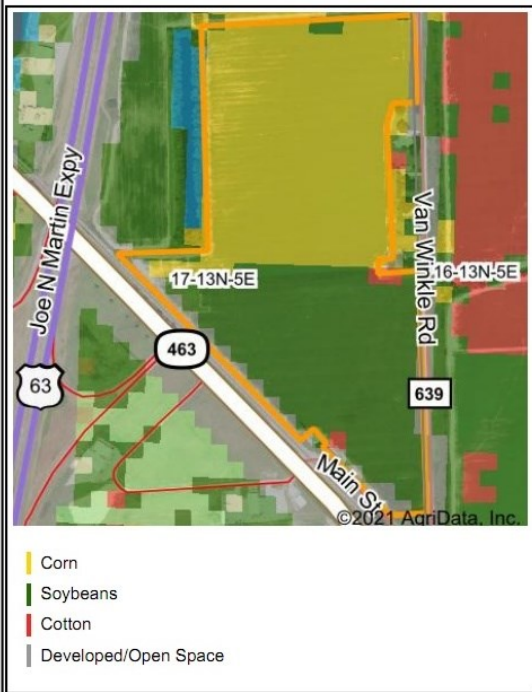 Joe N Martin Expy
Van Winkle Rd
17-13N-5E
16-13N-5E
463
63
639
Main St
©2021 AgriData, Inc.
Corn
Soybeans
Cotton
Developed/Open Space